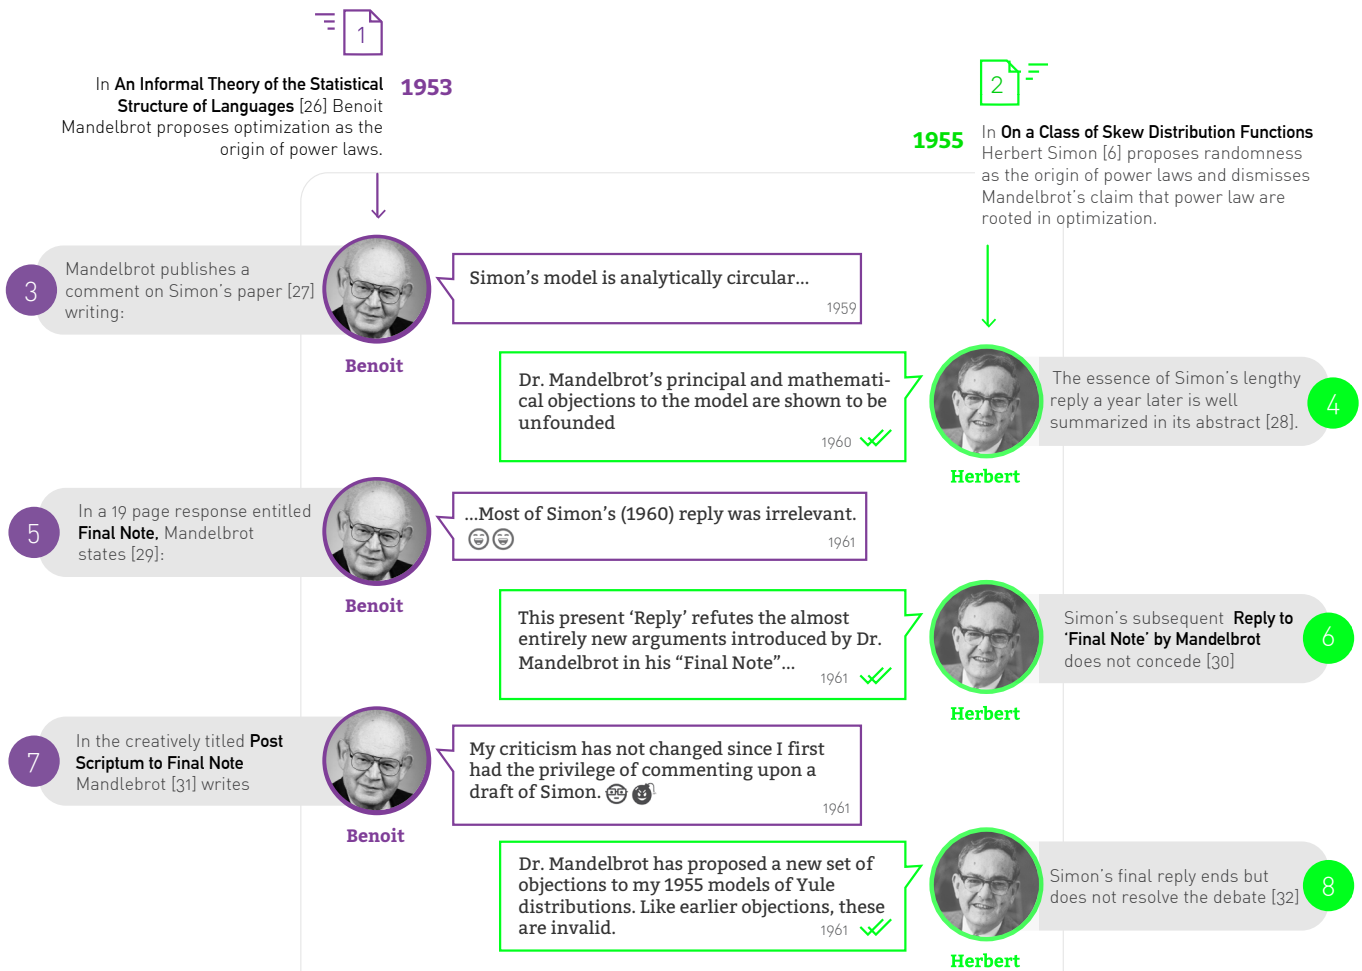 1
In An Informal Theory of the Statistical
Structure of Languages [26] Benoit
Mandelbrot proposes optimization as the
origin of power laws.
1953
2
1955
In On a Class of Skew Distribution Functions
Herbert Simon [6] proposes randomness
as the origin of power laws and dismisses
Mandelbrot’s claim that power law are
rooted in optimization.
3
Mandelbrot publishes a
comment on Simon’s paper [27]
writing:
Benoit
Simon’s model is analytically circular...
1959
Dr. Mandelbrot’s principal and mathemati-
cal objections to the model are shown to be
unfounded
1960
Herbert
The essence of Simon’s lengthy
reply a year later is well
summarized in its abstract [28].
4
5
In a 19 page response entitled
Final Note, Mandelbrot
states [29]:
Benoit
...Most of Simon’s (1960) reply was irrelevant.
1961
This present ‘Reply’ refutes the almost
entirely new arguments introduced by Dr.
Mandelbrot in his “Final Note”...
1961
Herbert
Simon’s subsequent Reply to
‘Final Note’ by Mandelbrot
does not concede [30]
6
7
In the creatively titled Post
Scriptum to Final Note
Mandlebrot [31] writes
Benoit
My criticism has not changed since I first
had the privilege of commenting upon a
draft of Simon.
1961
Dr. Mandelbrot has proposed a new set of
objections to my 1955 models of Yule
distributions. Like earlier objections, these
are invalid.
1961
Herbert
Simon’s final reply ends but
does not resolve the debate [32]
8